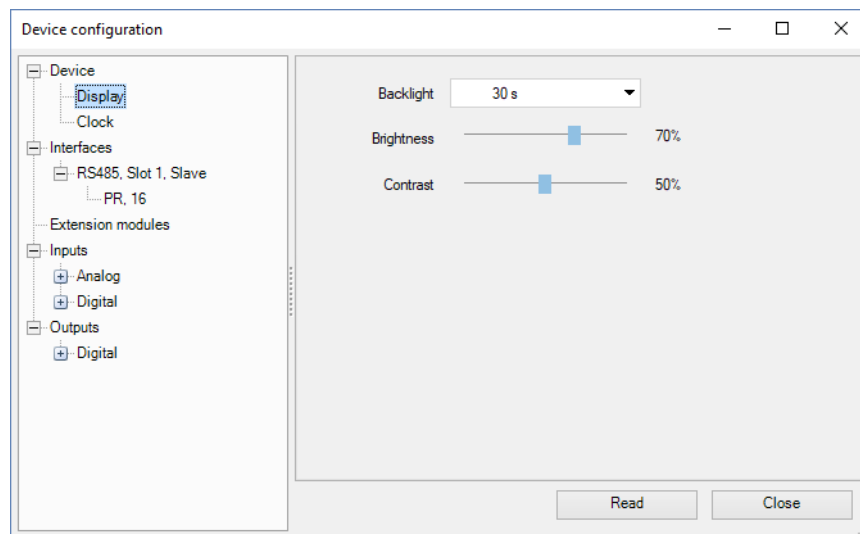 Device configuration
Device
Display
Clock
Interfaces
RS485, Slot 1, Slave
PR, 16
Extension modules
Inputs
Analog
Digital
Outputs
Digital
Backlight 30 s
Brightness 70%
Contrast 50%
Read Close